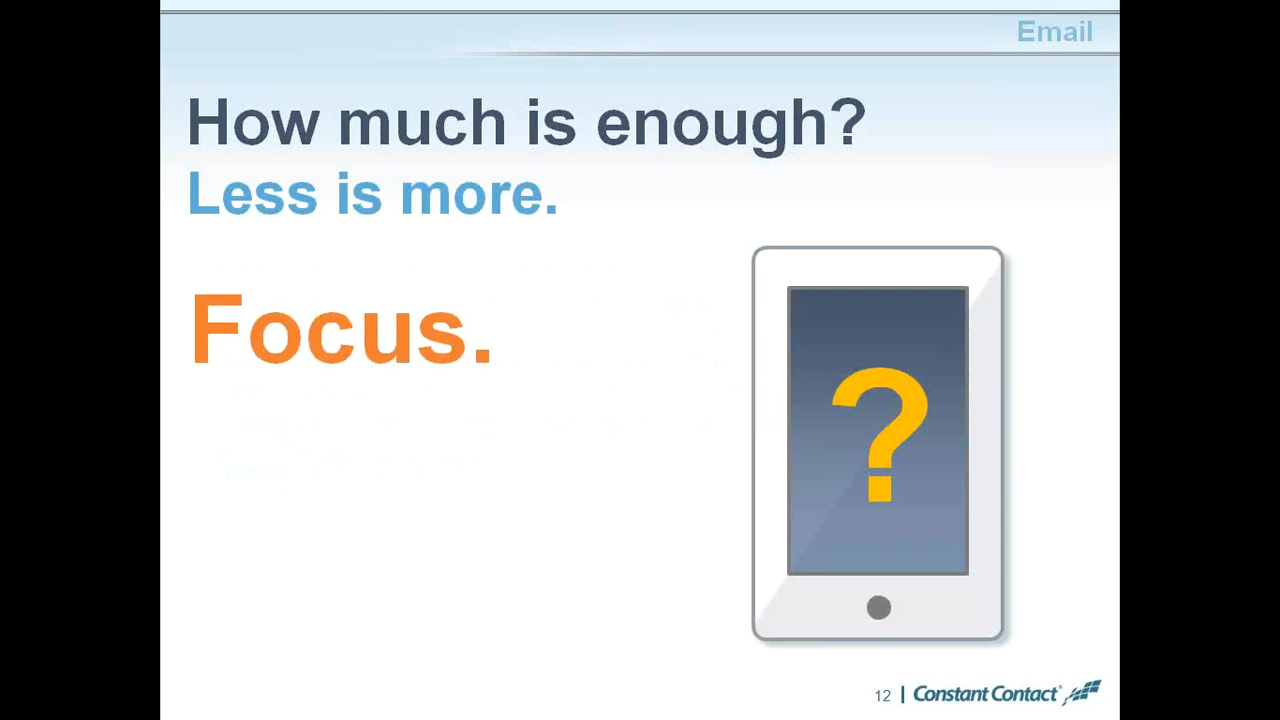 Email
How much is enough?
Less is more.
Focus.
?
12 | Constant Contact®